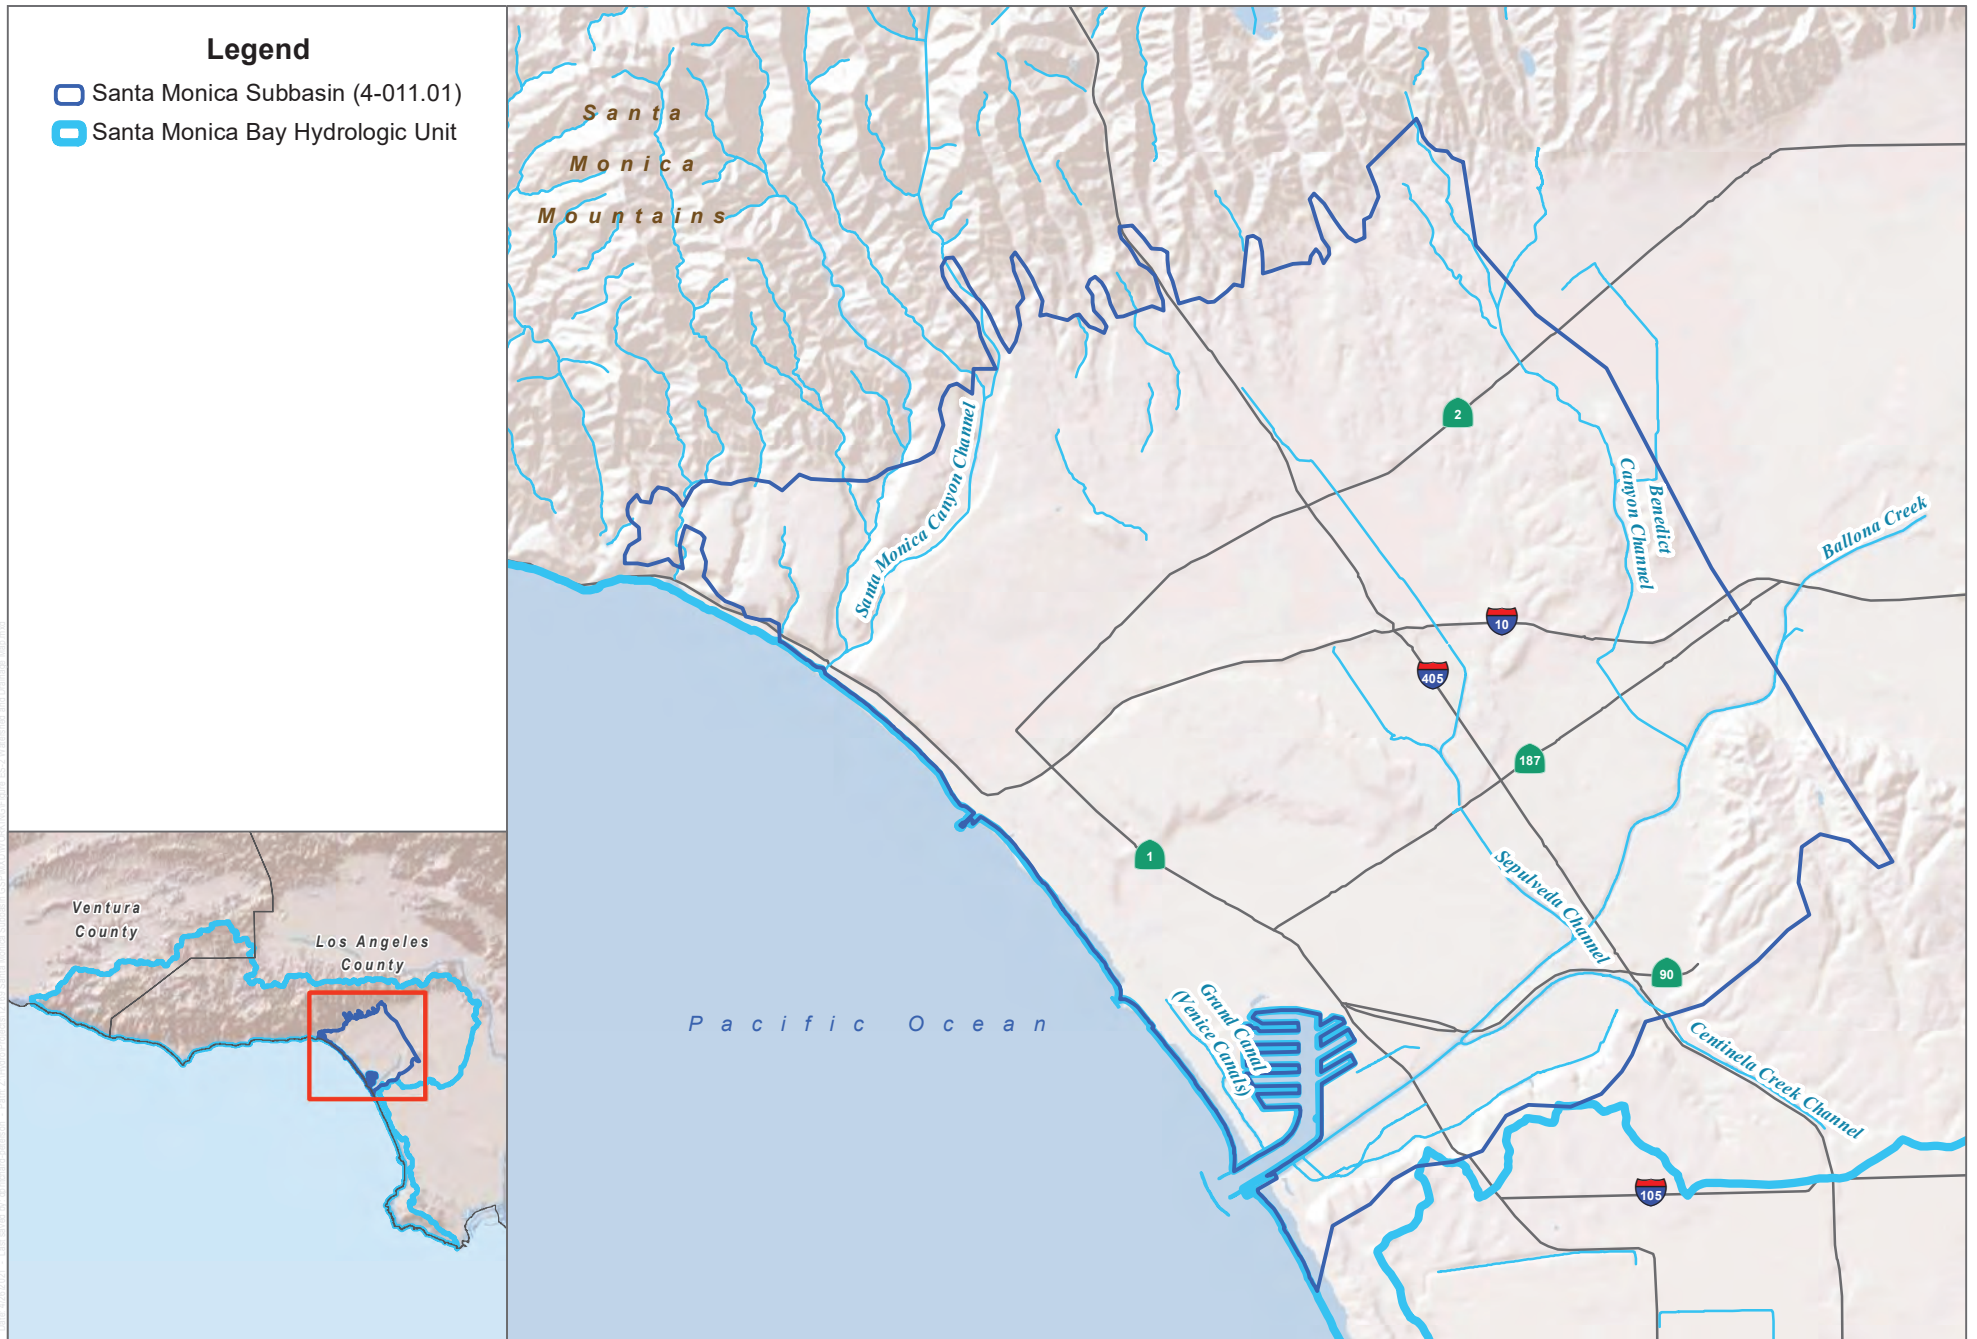 Legend
Santa Monica Subbasin (4-011.01)
Santa Monica Bay Hydrologic Unit
Santa
Monica
Mountains
2
Santa Monica Canyon Channel
Benedict
Canyon Channel
Ballona Creek
10
405
187
1
Sepulveda Channel
90
Grand Canal
(Venice Canals)
Centinela Creek Channel
105
Pacific Ocean
Ventura
County
Los Angeles
County